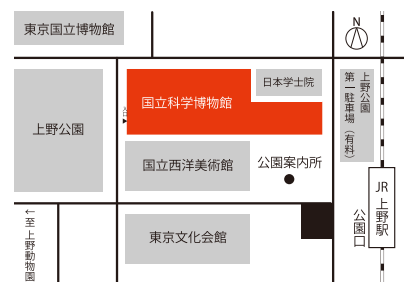 東京国立博物館
N
日本学士院
国立科学博物館
入口
上野公園
第一駐車場（有料）
上野公園
国立西洋美術館
公園案内所
JR上野駅
公園口
東京文化会館
←至上野動物園